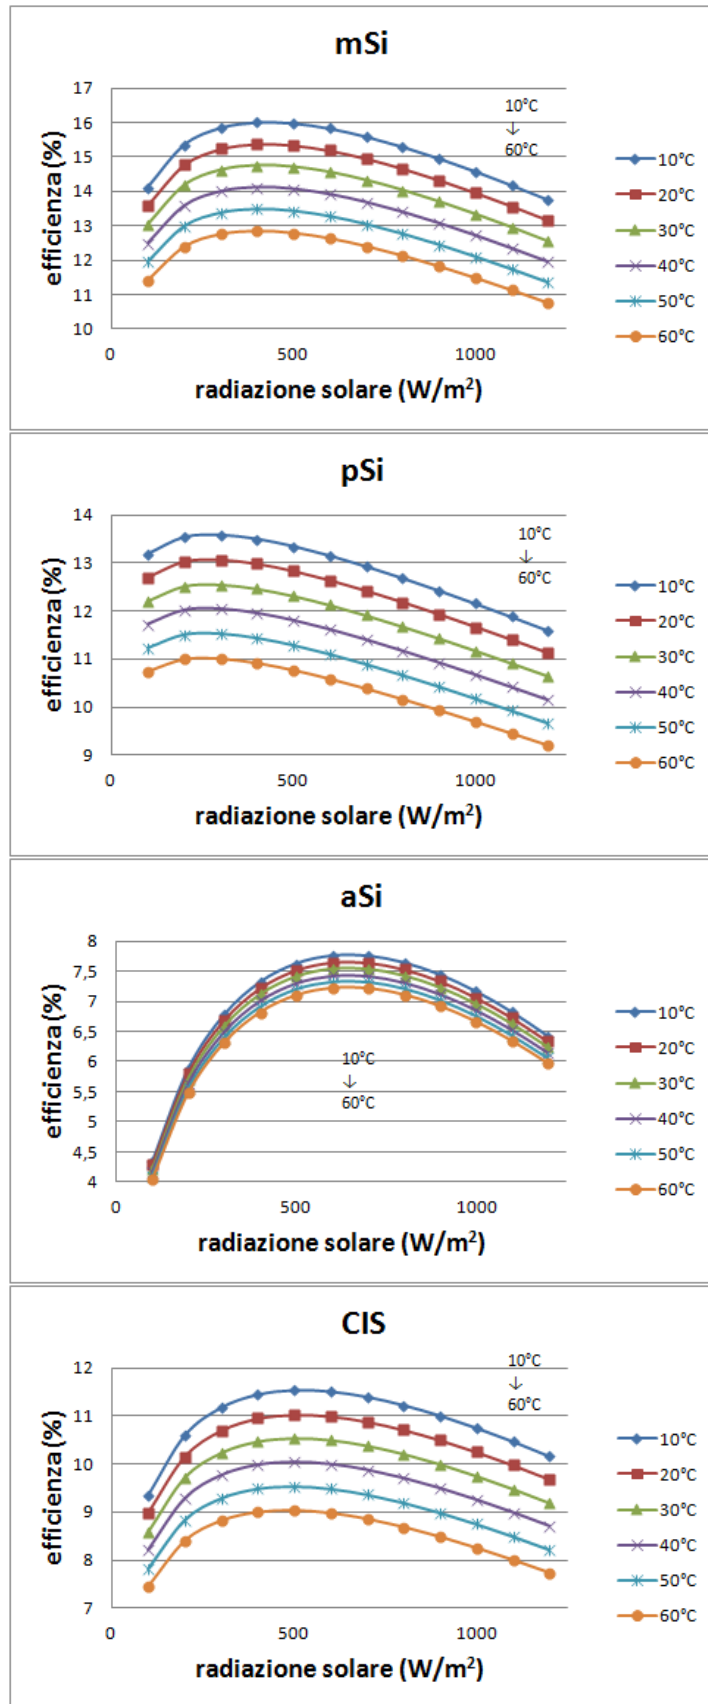 mSi
17
16
15
14
13
12
11
10
efficienza (%)
0
500
1000
radiazione solare (W/m²)
10°C
↓
60°C
10°C
20°C
30°C
40°C
50°C
60°C
pSi
14
13
12
11
10
9
efficienza (%)
0
500
1000
radiazione solare (W/m²)
10°C
↓
60°C
10°C
20°C
30°C
40°C
50°C
60°C
aSi
8
7,5
7
6,5
6
5,5
5
4,5
4
efficienza (%)
0
500
1000
radiazione solare (W/m²)
10°C
↓
60°C
10°C
20°C
30°C
40°C
50°C
60°C
CIS
12
11
10
9
8
7
efficienza (%)
0
500
1000
radiazione solare (W/m²)
10°C
↓
60°C
10°C
20°C
30°C
40°C
50°C
60°C